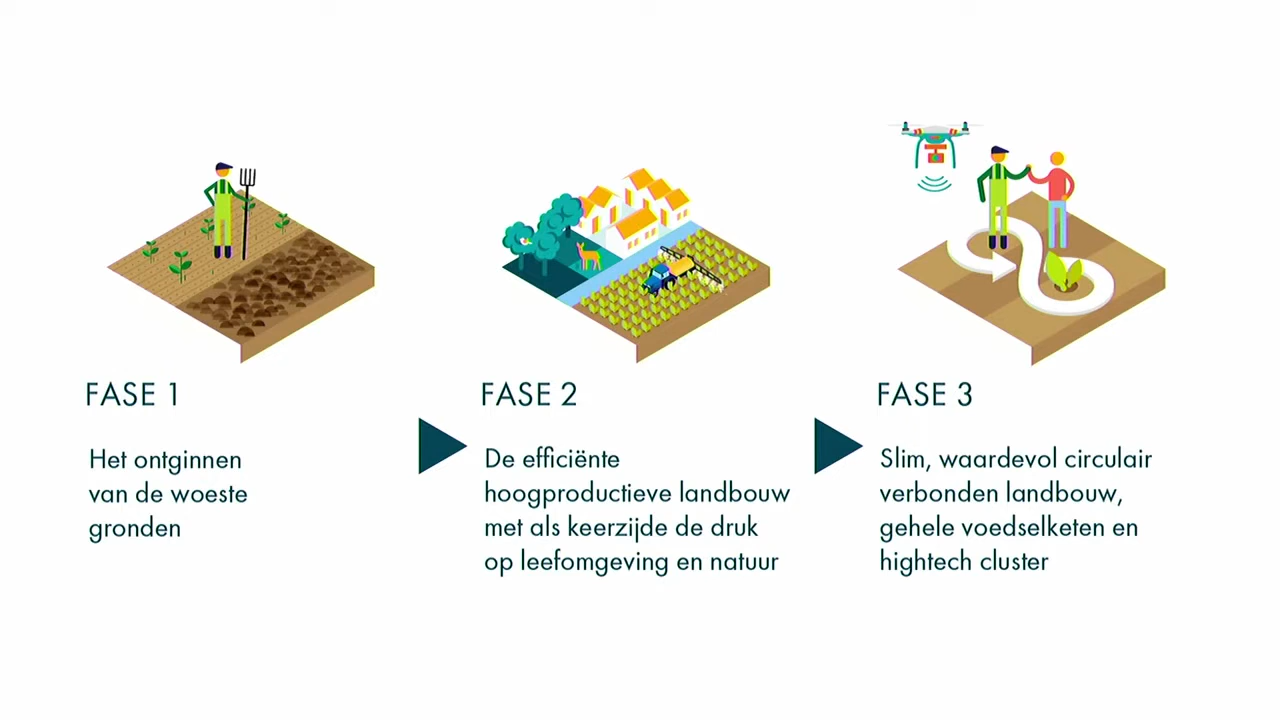 FASE 1
Het ontginnen
van de woeste
gronden
FASE 2
De efficiënte
hoogproductieve landbouw
met als keerzijde de druk
op leefomgeving en natuur
FASE 3
Slim, waardevol circulair
verbonden landbouw,
gehele voedselketen en
hightech cluster